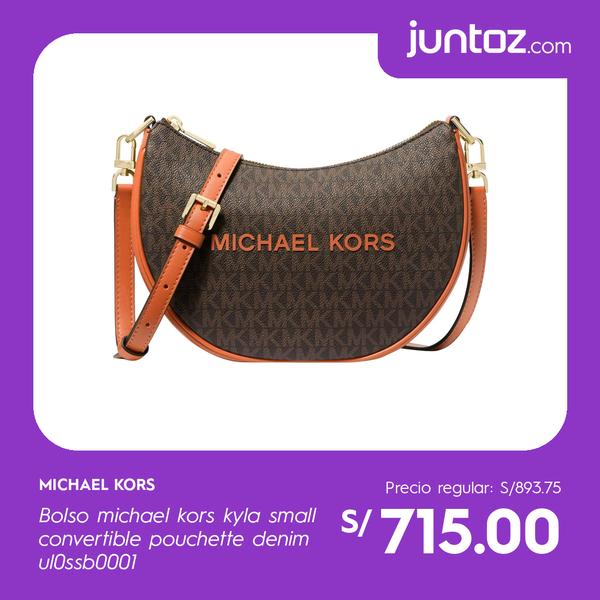 juntoz.com
MICHAEL KORS
MICHAEL KORS
Bolso michael kors kyla small
convertible pouchette denim
ul0ssb0001
Precio regular: S/893.75
S/715.00